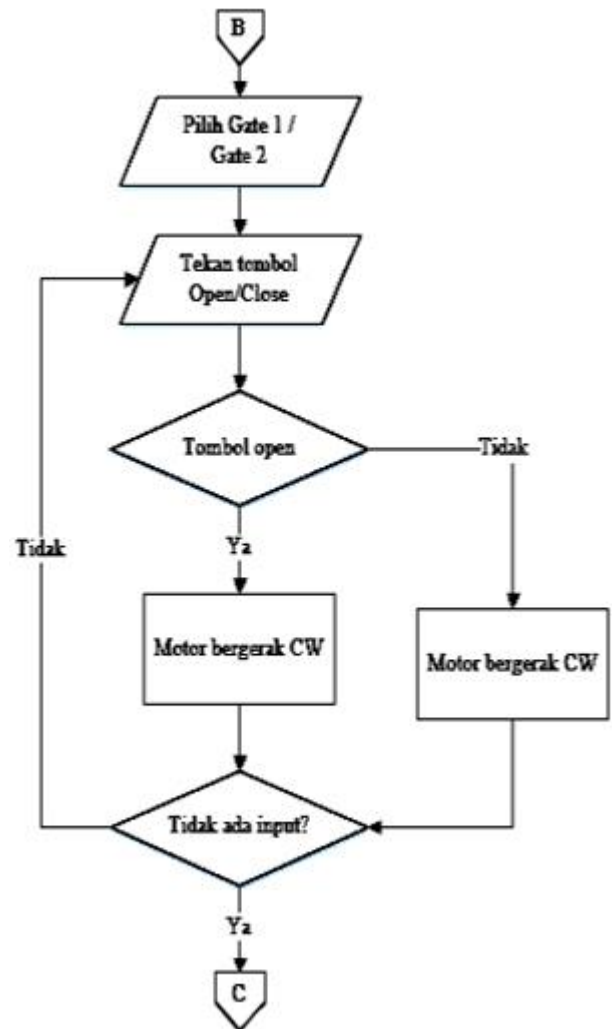 B
Pilih Gate 1 /
Gate 2
Tekan tombol
Open/Close
Tombol open
Tidak
Tidak
Ya
Motor bergerak CW
Motor bergerak CW
Tidak ada input?
Ya
C